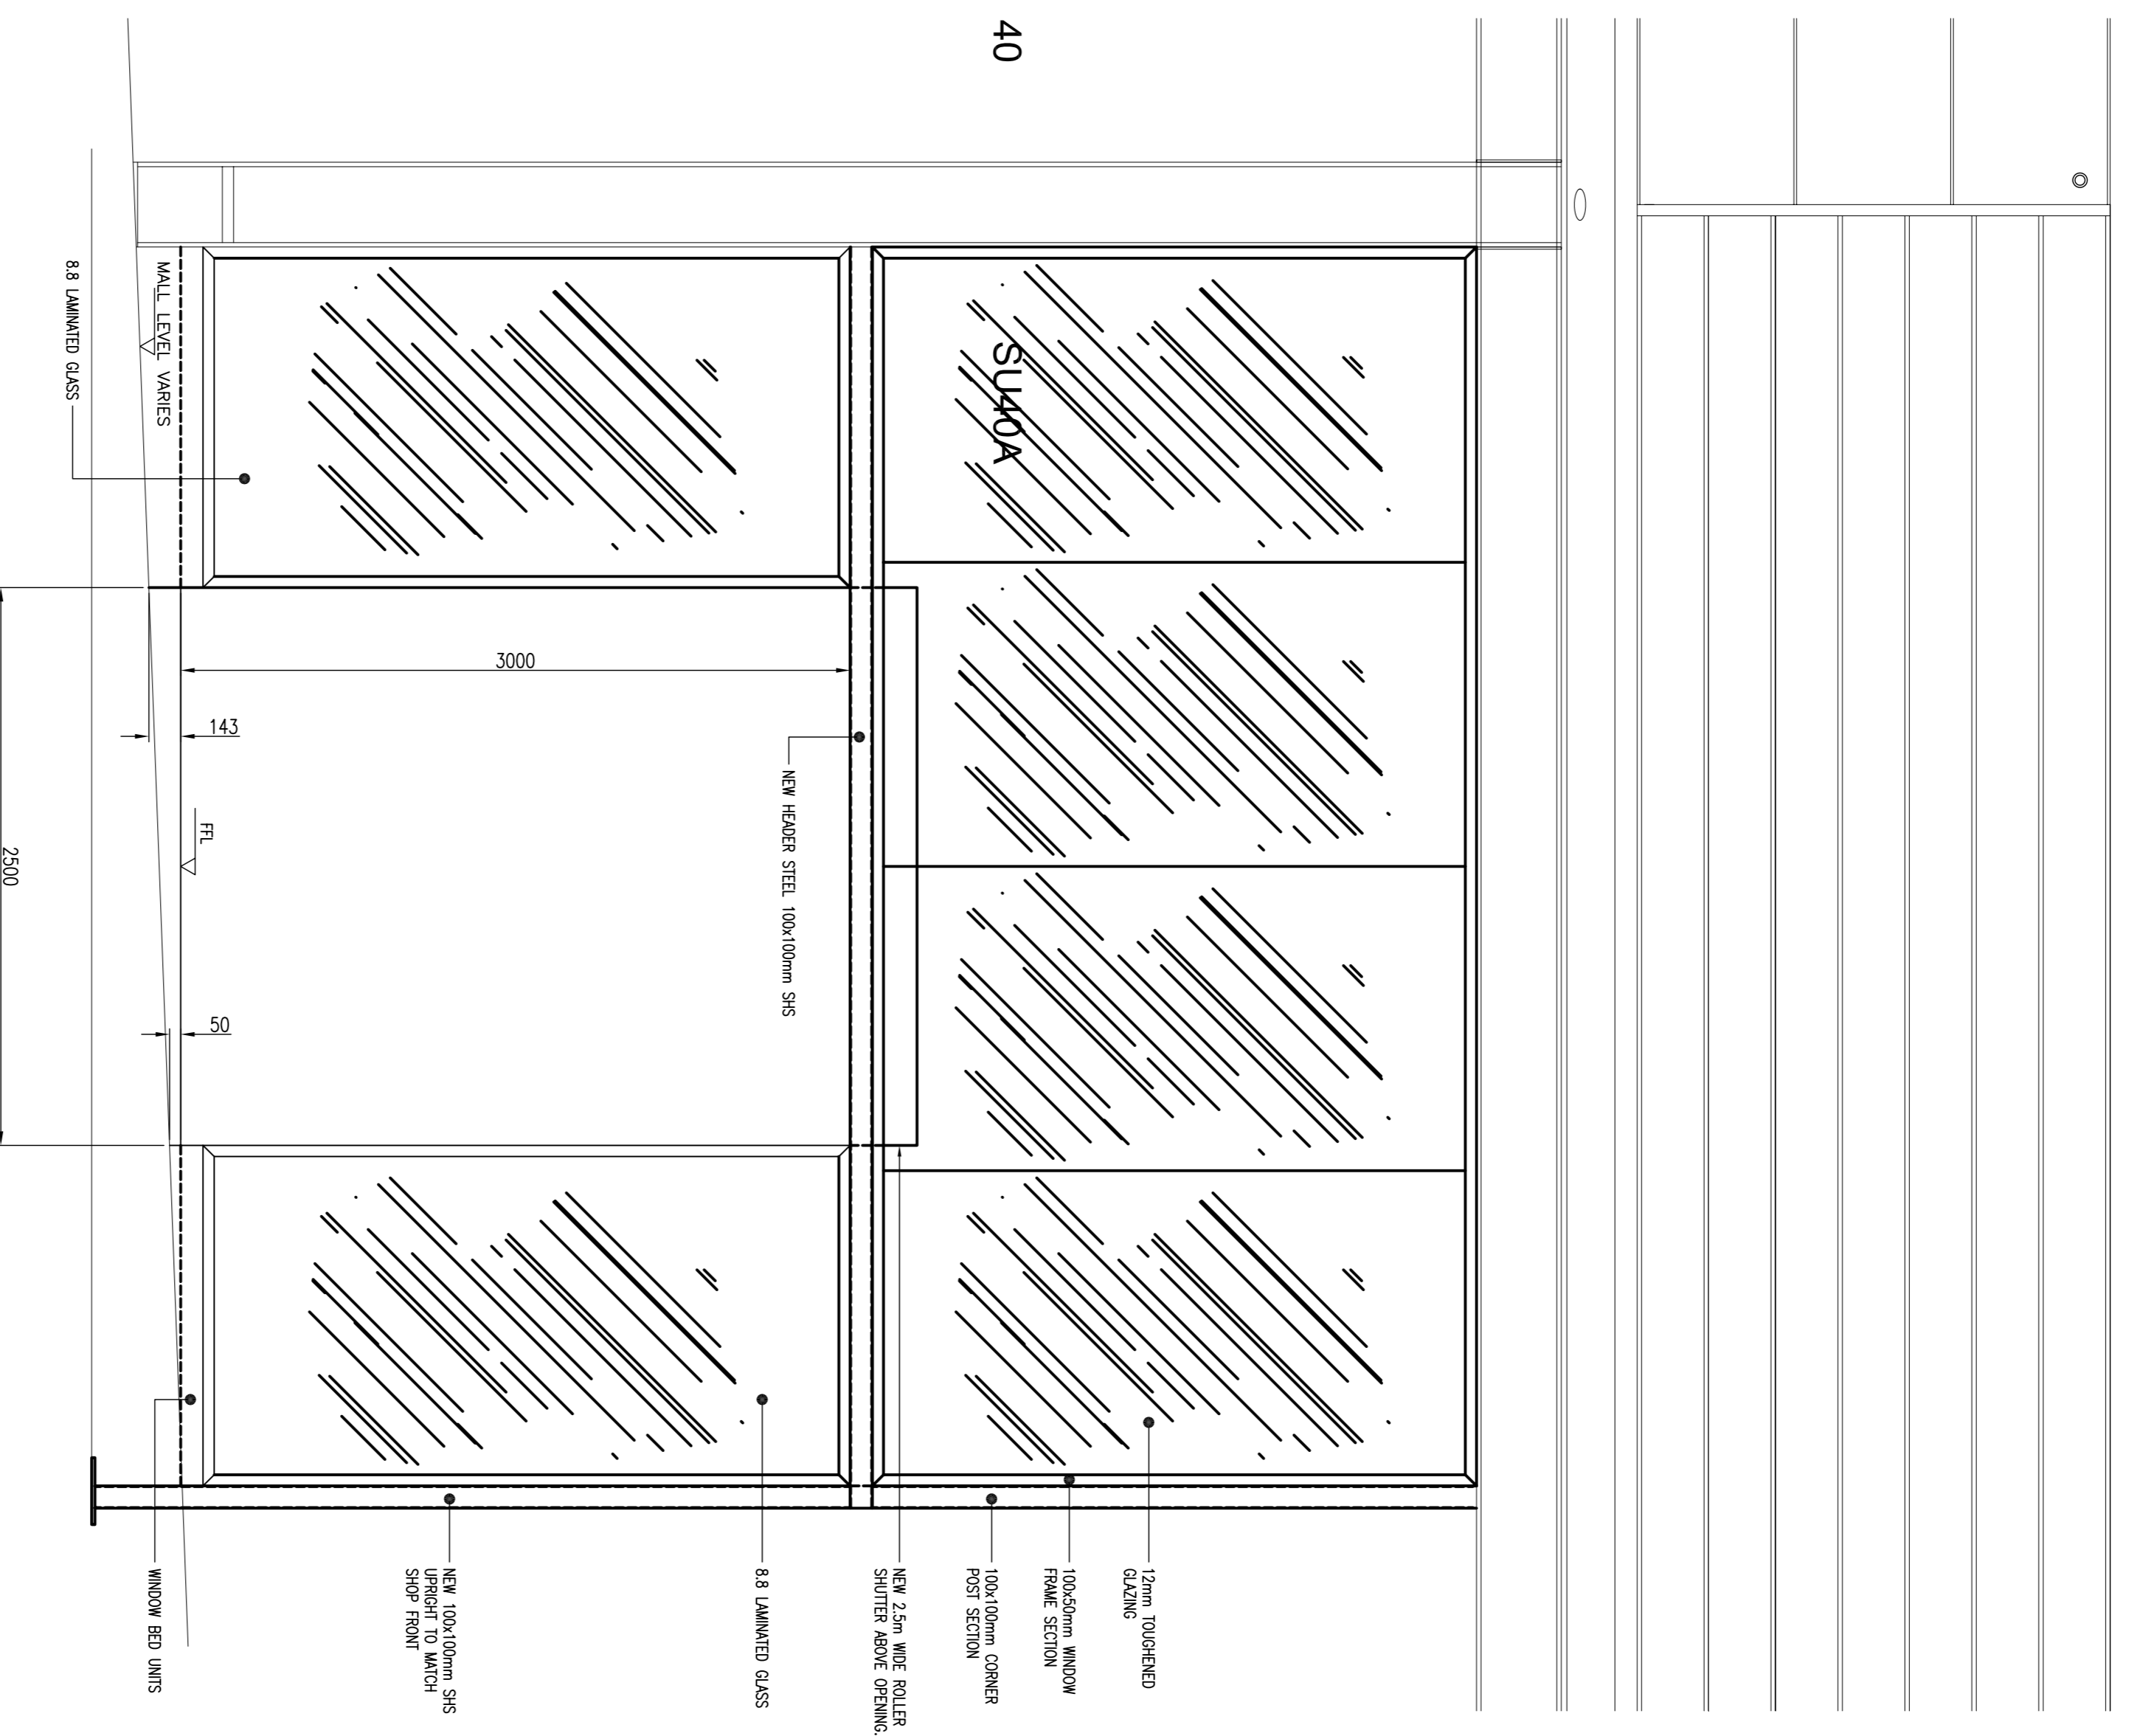 40
SU40A
12mm TOUGHENED
GLAZING
100x50mm WINDOW
FRAME SECTION
100x100mm CORNER
POST SECTION
NEW 2.5m WIDE ROLLER
SHUTTER ABOVE OPENING.
NEW HEADER STEEL 100x100mm SHS
8.8 LAMINATED GLASS
3000
NEW 100x100mm SHS
UPRIGHT TO MATCH
SHOP FRONT
143
FFL
50
MALL LEVEL VARIES
WINDOW BED UNITS
8.8 LAMINATED GLASS
2500